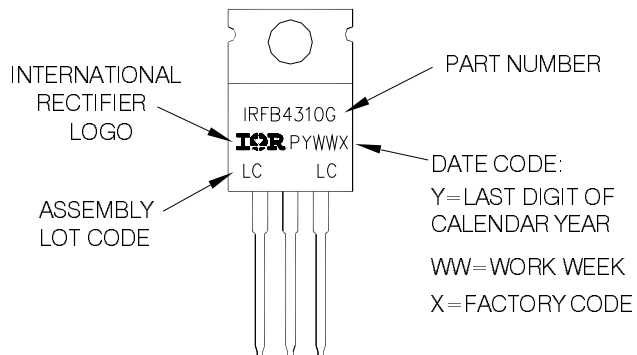 INTERNATIONAL
RECTIFIER
LOGO
PART NUMBER
IRFB4310G
IOR PYWWX
LC LC
ASSEMBLY
LOT CODE
DATE CODE:
Y=LAST DIGIT OF
CALENDAR YEAR
WW=WORK WEEK
X=FACTORY CODE